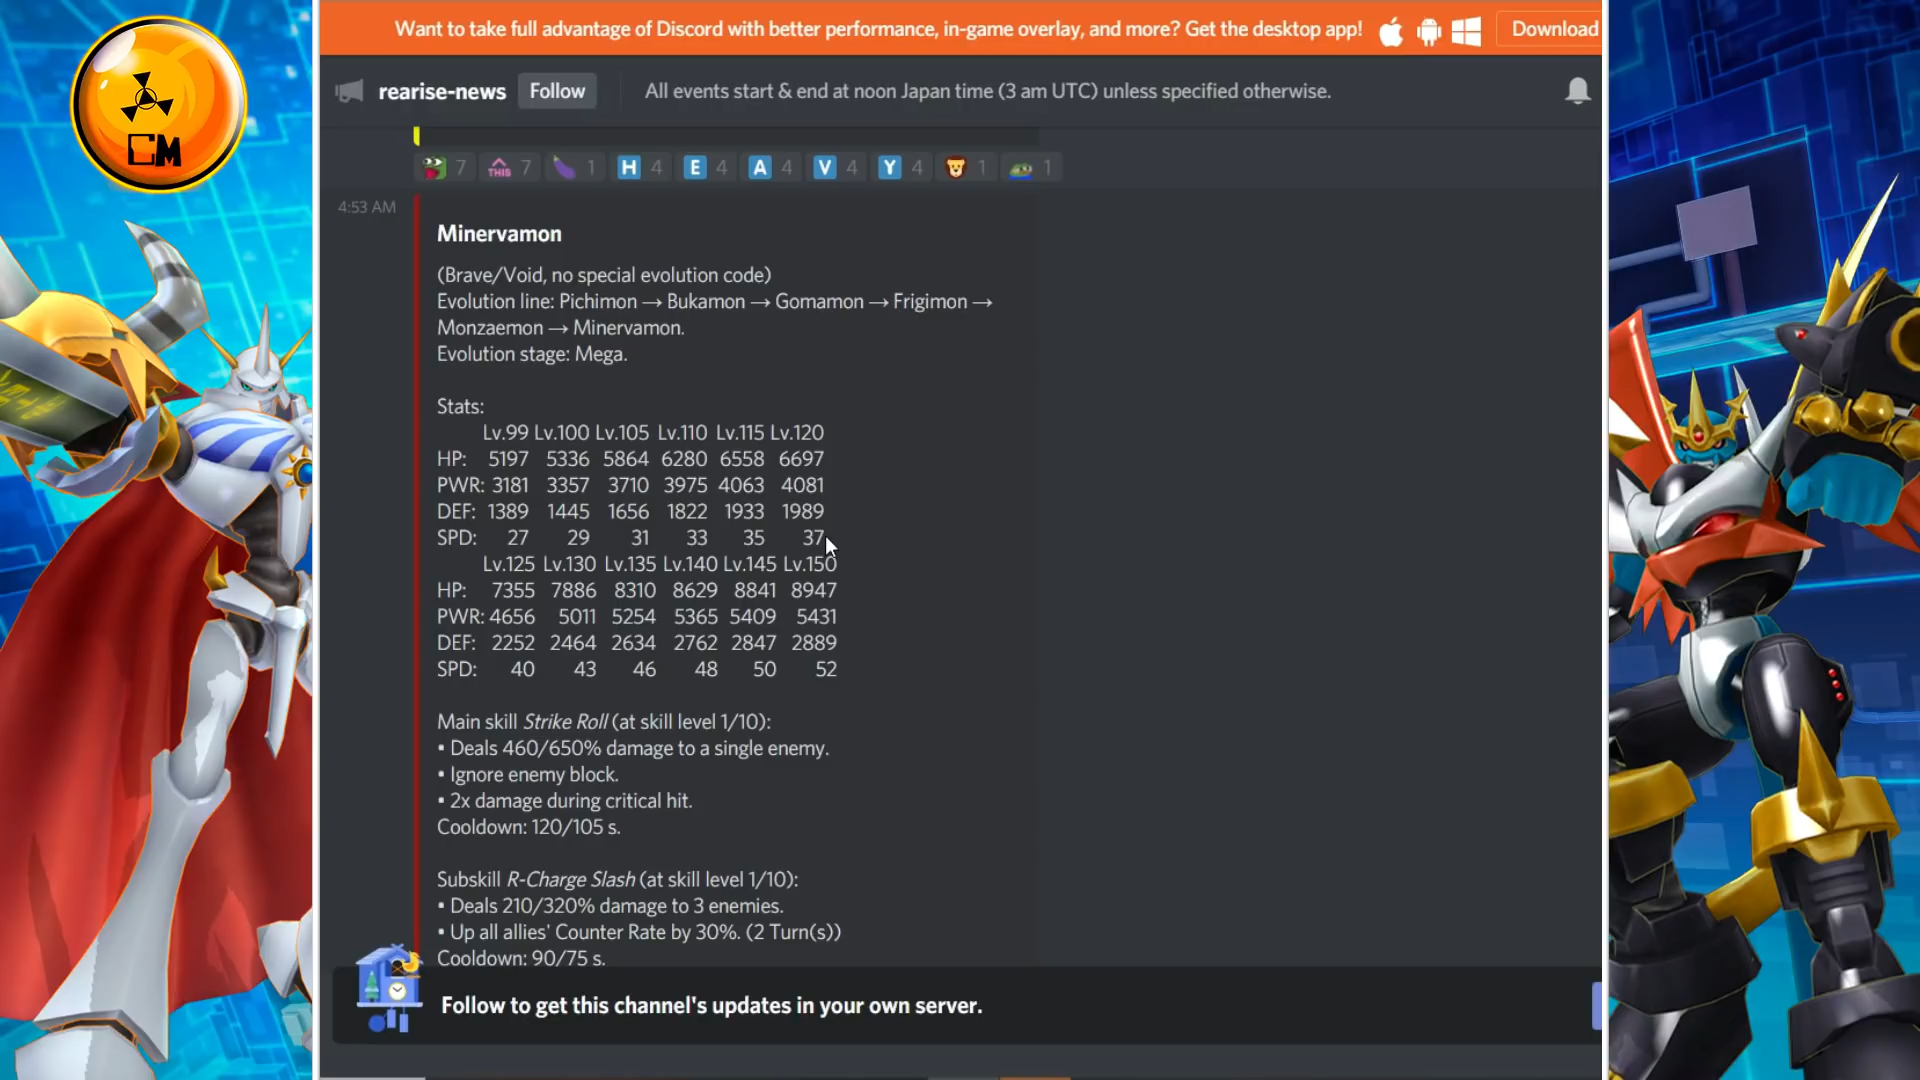 Want to take full advantage of Discord with better performance, in-game overlay, and more? Get the desktop app! Download
CM
rearise-news Follow All events start & end at noon Japan time (3 am UTC) unless specified otherwise.
7 THIS 7 1 H 4 E 4 A 4 V 4 Y 4 1 1
4:53 AM
Minervamon
(Brave/Void, no special evolution code)
Evolution line: Pichimon → Bukamon → Gomamon → Frigimon →
Monzaemon → Minervamon.
Evolution stage: Mega.
Stats:
Lv.99 Lv.100 Lv.105 Lv.110 Lv.115 Lv.120
HP: 5197 5336 5864 6280 6558 6697
PWR: 3181 3357 3710 3975 4063 4081
DEF: 1389 1445 1656 1822 1933 1989
SPD: 27 29 31 33 35 37
Lv.125 Lv.130 Lv.135 Lv.140 Lv.145 Lv.150
HP: 7355 7886 8310 8629 8841 8947
PWR: 4656 5011 5254 5365 5409 5431
DEF: 2252 2464 2634 2762 2847 2889
SPD: 40 43 46 48 50 52
Main skill Strike Roll (at skill level 1/10):
• Deals 460/650% damage to a single enemy.
• Ignore enemy block.
• 2x damage during critical hit.
Cooldown: 120/105 s.
Subskill R-Charge Slash (at skill level 1/10):
• Deals 210/320% damage to 3 enemies.
• Up all allies' Counter Rate by 30%. (2 Turn(s))
Cooldown: 90/75 s.
Follow to get this channel's updates in your own server.